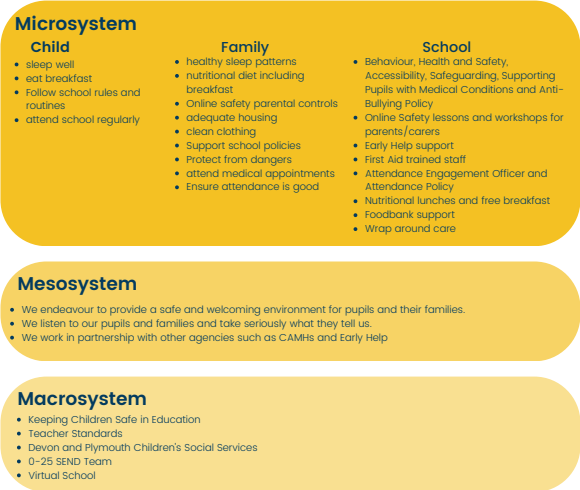 Microsystem
Child
• sleep well
• eat breakfast
• Follow school rules and
routines
• attend school regularly
Family
• healthy sleep patterns
• nutritional diet including
breakfast
• Online safety parental controls
• adequate housing
• clean clothing
• Support school policies
• Protect from dangers
• attend medical appointments
• Ensure attendance is good
School
• Behaviour, Health and Safety,
Accessibility, Safeguarding, Supporting
Pupils with Medical Conditions and Anti-
Bullying Policy
• Online Safety lessons and workshops for
parents/carers
• Early Help support
• First Aid trained staff
• Attendance Engagement Officer and
Attendance Policy
• Nutritional lunches and free breakfast
• Foodbank support
• Wrap around care
Mesosystem
• We endeavour to provide a safe and welcoming environment for pupils and their families.
• We listen to our pupils and families and take seriously what they tell us.
• We work in partnership with other agencies such as CAMHs and Early Help
Macrosystem
• Keeping Children Safe in Education
• Teacher Standards
• Devon and Plymouth Children's Social Services
• 0-25 SEND Team
• Virtual School